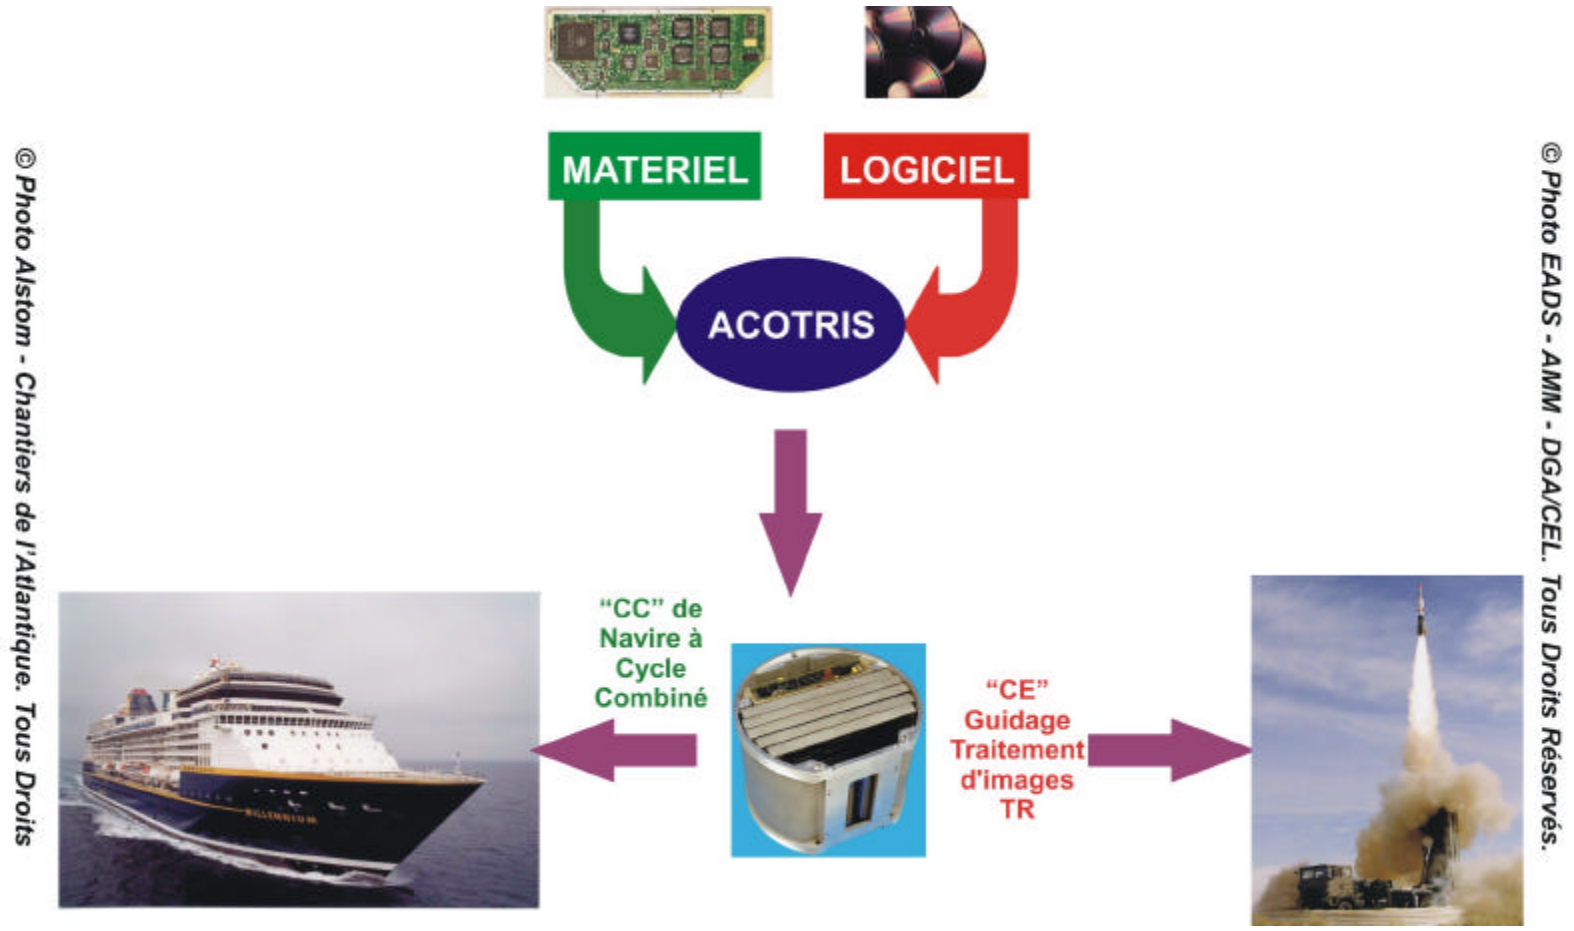 MATERIEL
LOGICIEL
ACOTRIS
“CC” de
Navire à
Cycle
Combiné
“CE”
Guidage
Traitement
d'images
TR
MILLENNIUM
© Photo Alstom - Chantiers de l'Atlantique. Tous Droits
© Photo EADS - AMM - DGA/CEL. Tous Droits Réservés.